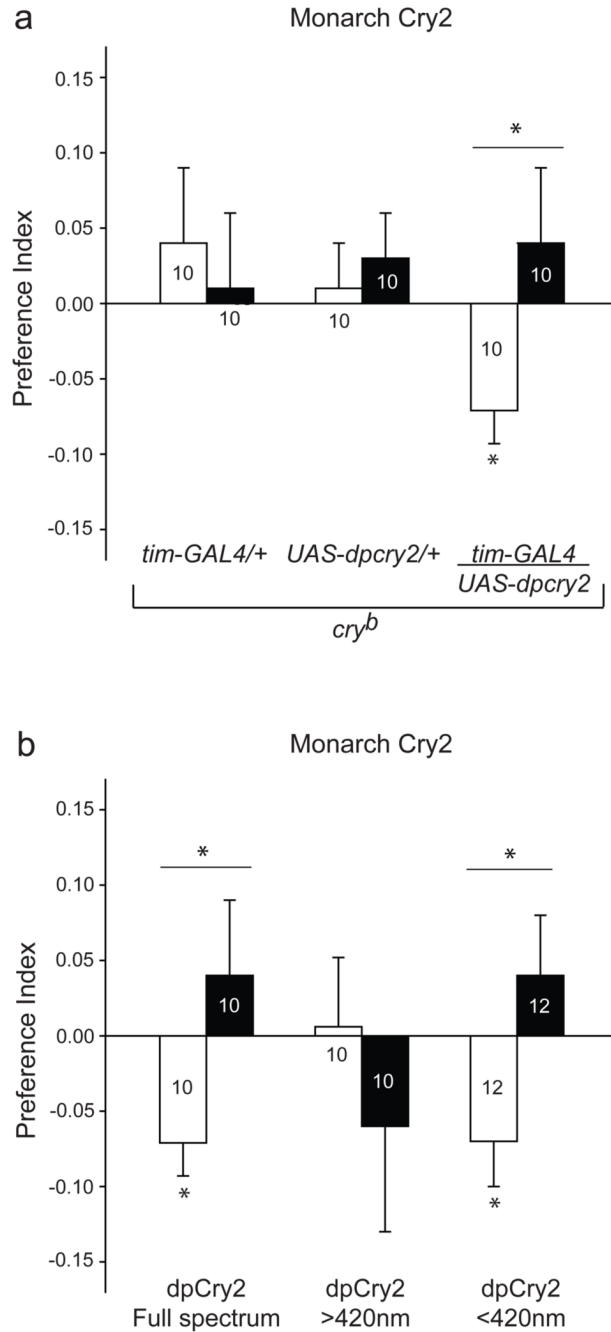 a
Monarch Cry2
Preference Index
0.15
0.10
0.05
0.00
-0.05
-0.10
-0.15
10
10
10
10
10
10
*
*
tim-GAL4/+
UAS-dpcry2/+
tim-GAL4
UAS-dpcry2
cryᵇ
b
Monarch Cry2
Preference Index
0.15
0.10
0.05
0.00
-0.05
-0.10
-0.15
*
*
10
10
10
10
12
12
*
*
dpCry2
Full spectrum
dpCry2
>420nm
dpCry2
<420nm